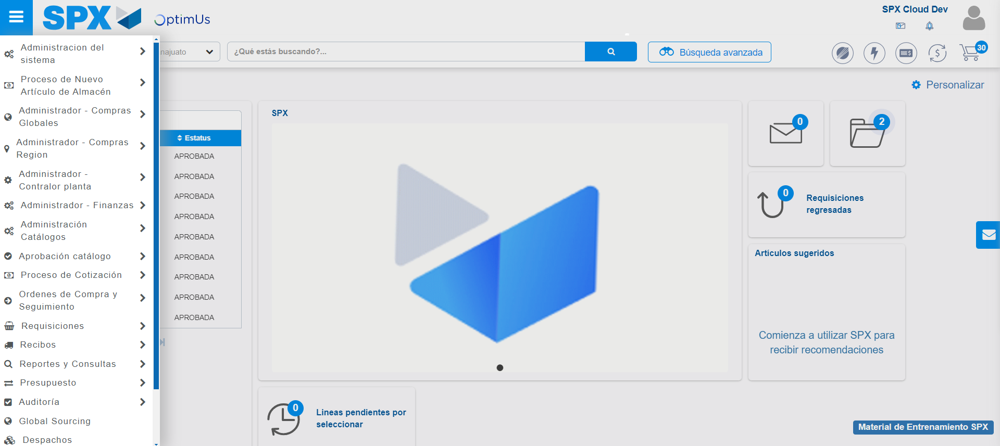 SPX
OptimUs
SPX Cloud Dev
najuato
¿Qué estás buscando?...
Búsqueda avanzada
30
Personalizar
Administracion del
sistema
Proceso de Nuevo
Artículo de Almacén
Administrador - Compras
Globales
Administrador - Compras
Region
Administrador -
Contralor planta
Administrador - Finanzas
Administración
Catálogos
Aprobación catálogo
Proceso de Cotización
Ordenes de Compra y
Seguimiento
Requisiciones
Recibos
Reportes y Consultas
Presupuesto
Auditoría
Global Sourcing
Despachos
Estatus
APROBADA
APROBADA
APROBADA
APROBADA
APROBADA
APROBADA
APROBADA
APROBADA
APROBADA
SPX
0
2
0
Requisiciones
regresadas
Artículos sugeridos
Comienza a utilizar SPX para
recibir recomendaciones
0
Lineas pendientes por
seleccionar
Material de Entrenamiento SPX